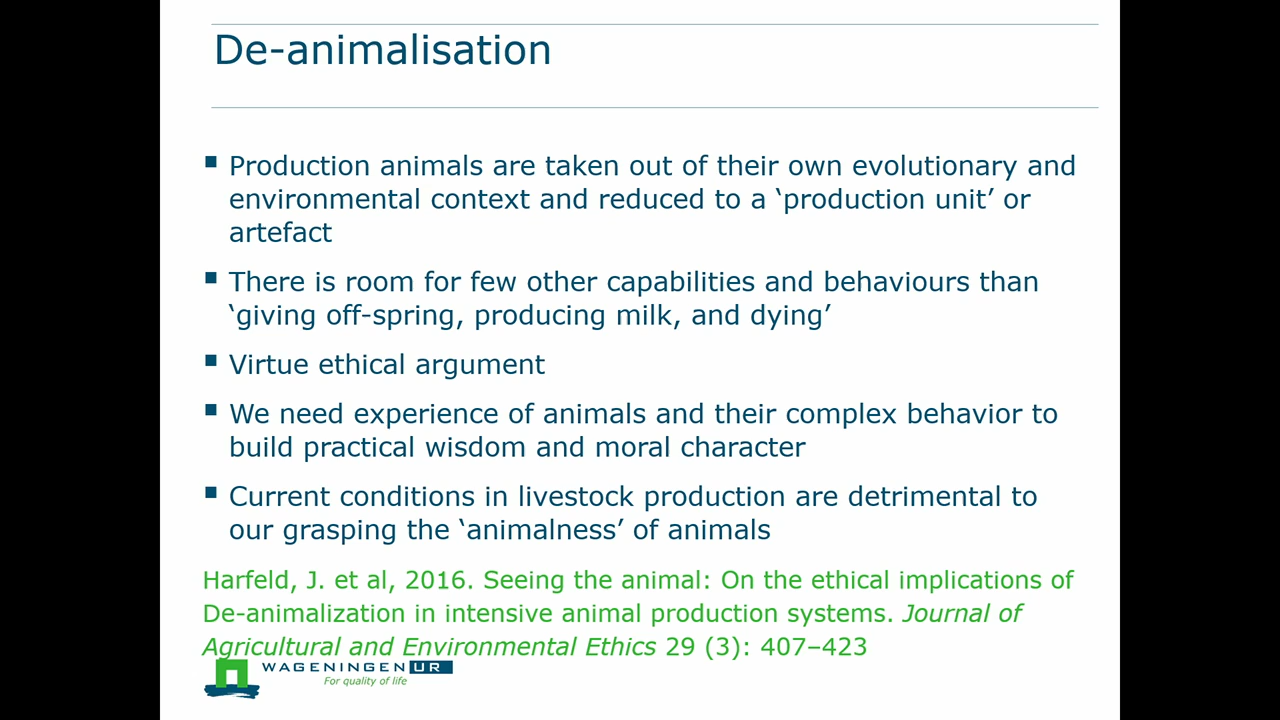 De-animalisation
▪ Production animals are taken out of their own evolutionary and
environmental context and reduced to a ‘production unit’ or
artefact
▪ There is room for few other capabilities and behaviours than
‘giving off-spring, producing milk, and dying’
▪ Virtue ethical argument
▪ We need experience of animals and their complex behavior to
build practical wisdom and moral character
▪ Current conditions in livestock production are detrimental to
our grasping the ‘animalness’ of animals
Harfeld, J. et al, 2016. Seeing the animal: On the ethical implications of
De-animalization in intensive animal production systems. Journal of
Agricultural and Environmental Ethics 29 (3): 407–423
WAGENINGEN UR
For quality of life